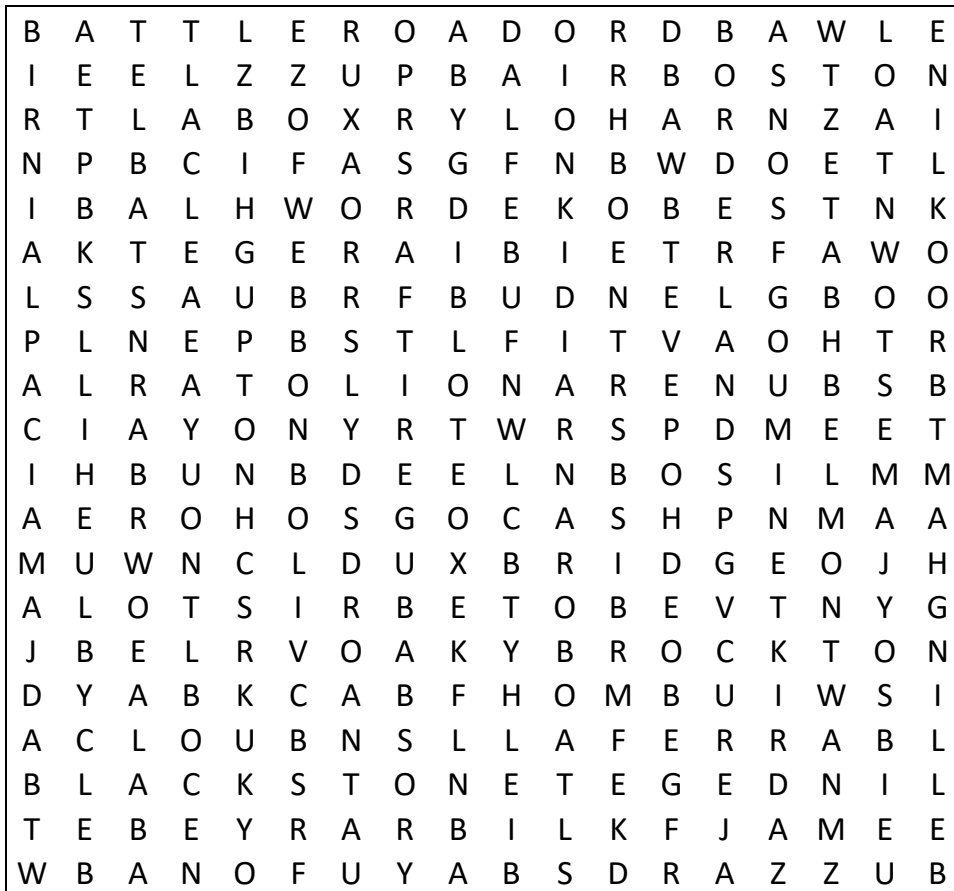 B A T T L E R O A D O R D B A W L E
I E E L Z Z U P B A I R B O S T O N
R T L A B O X R Y L O H A R N Z A I
N P B C I F A S G F N B W D O E T L
I B A L H W O R D E K O B E S T N K
A K T E G E R A I B I E T R F A W O
L S S A U B R F B U D N E L G B O O
P L N E P B S T L F I T V A O H T R
A L R A T O L I O N A R E N U B S B
C I A Y O N Y R T W R S P D M E E T
I H B U N B D E E L N B O S I L M M
A E R O H O S G O C A S H P N M A A
M U W N C L D U X B R I D G E O J H
A L O T S I R B E T O B E V T N Y G
J B E L R V O A K Y B R O C K T O N
D Y A B K C A B F H O M B U I W S I
A C L O U B N S L L A F E R R A B L
B L A C K S T O N E T E G E D N I L
T E B E Y R A R B I L K F J A M E E
W B A N O F U Y A B S D R A Z Z U B